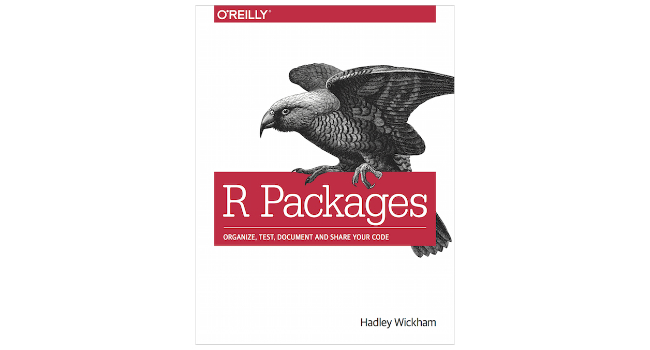 O'REILLY®
R Packages
ORGANIZE, TEST, DOCUMENT AND SHARE YOUR CODE
Hadley Wickham